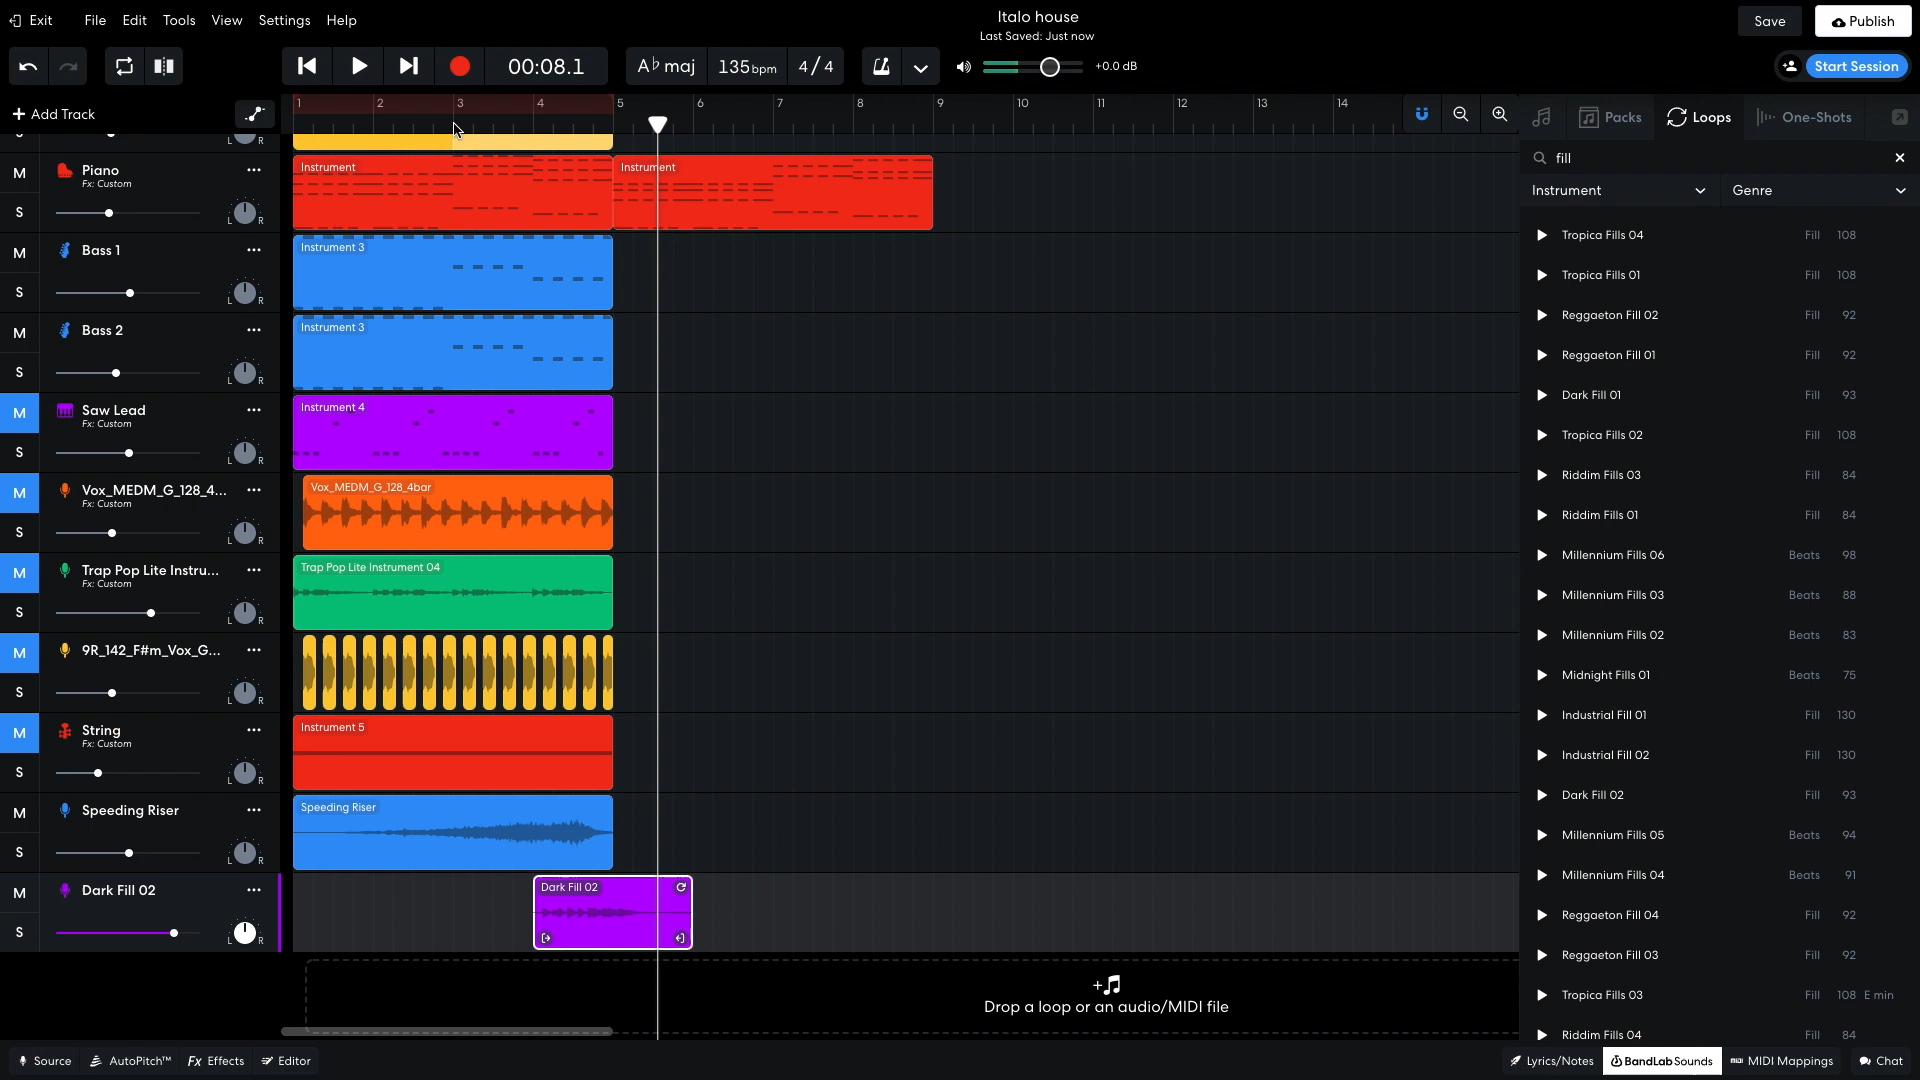 Exit File Edit Tools View Settings Help
Italo house
Last Saved: Just now
Save Publish
00:08.1 A♭ maj 135bpm 4/4 +0.0 dB Start Session
+ Add Track
1 2 3 4 5 6 7 8 9 10 11 12 13 14
Packs Loops One-Shots
fill
Instrument Genre
M S Piano
Fx: Custom
L R
Instrument Instrument
M S Bass 1
L R
Instrument 3
M S Bass 2
L R
Instrument 3
M S Saw Lead
Fx: Custom
L R
Instrument 4
M S Vox_MEDM_G_128_4...
Fx: Custom
L R
Vox_MEDM_G_128_4bar
M S Trap Pop Lite Instru...
Fx: Custom
L R
Trap Pop Lite Instrument 04
M S 9R_142_F#m_Vox_G...
L R
M S String
Fx: Custom
L R
Instrument 5
M S Speeding Riser
L R
Speeding Riser
M S Dark Fill 02
L R
Dark Fill 02
Drop a loop or an audio/MIDI file
Tropica Fills 04 Fill 108
Tropica Fills 01 Fill 108
Reggaeton Fill 02 Fill 92
Reggaeton Fill 01 Fill 92
Dark Fill 01 Fill 93
Tropica Fills 02 Fill 108
Riddim Fills 03 Fill 84
Riddim Fills 01 Fill 84
Millennium Fills 06 Beats 98
Millennium Fills 03 Beats 88
Millennium Fills 02 Beats 83
Midnight Fills 01 Beats 75
Industrial Fill 01 Fill 130
Industrial Fill 02 Fill 130
Dark Fill 02 Fill 93
Millennium Fills 05 Beats 94
Millennium Fills 04 Beats 91
Reggaeton Fill 04 Fill 92
Reggaeton Fill 03 Fill 92
Tropica Fills 03 Fill 108 E min
Riddim Fills 04 Fill 84
Source AutoPitch™ Fx Effects Editor Lyrics/Notes BandLab Sounds MIDI Mappings Chat